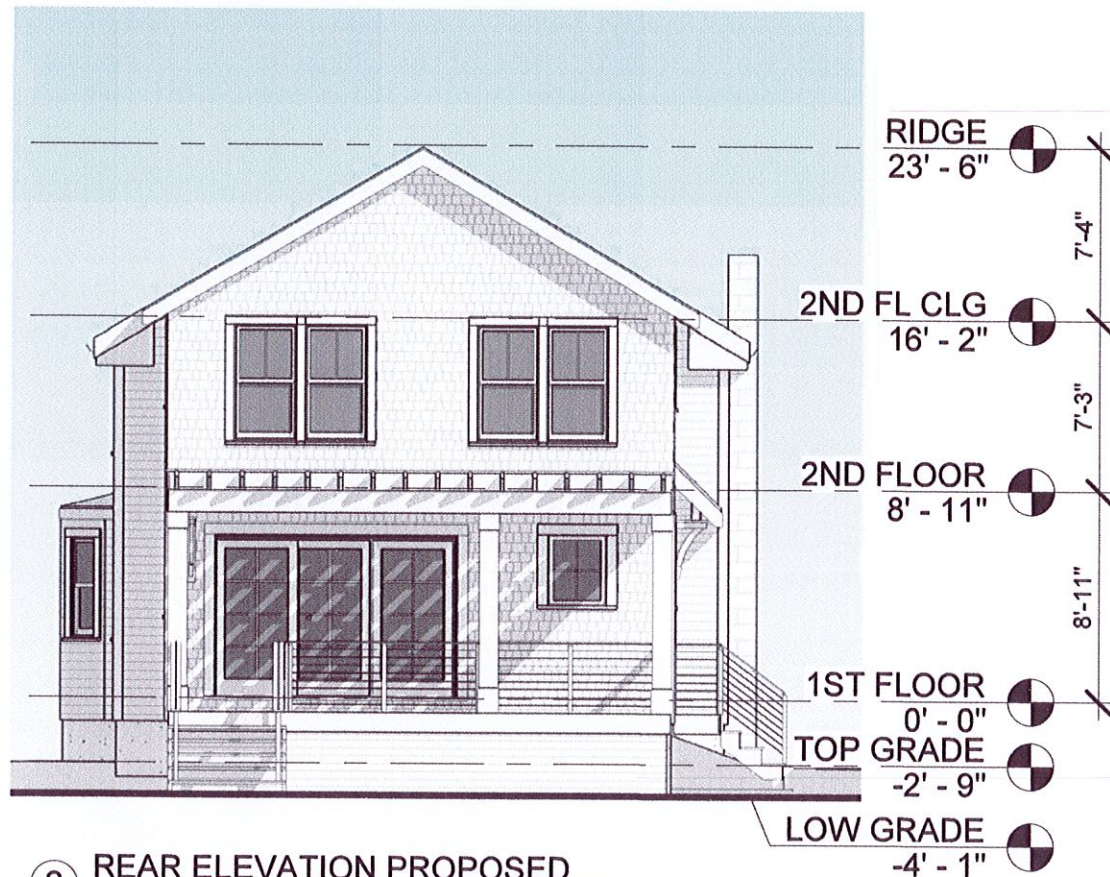 RIDGE
23' - 6"
7'-4"
2ND FL CLG
16' - 2"
7'-3"
2ND FLOOR
8' - 11"
8'-11"
1ST FLOOR
0' - 0"
TOP GRADE
-2' - 9"
LOW GRADE
-4' - 1"
REAR ELEVATION PROPOSED